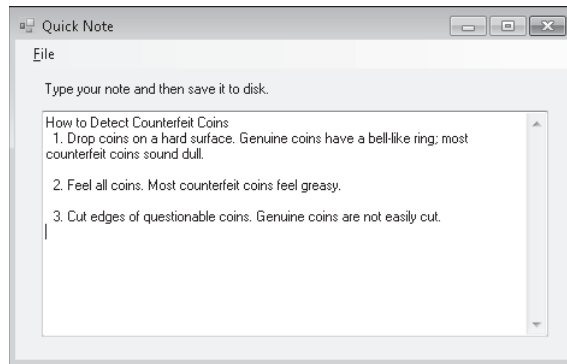 Quick Note
File
Type your note and then save it to disk.
How to Detect Counterfeit Coins
1. Drop coins on a hard surface. Genuine coins have a bell-like ring; most
counterfeit coins sound dull.
2. Feel all coins. Most counterfeit coins feel greasy.
3. Cut edges of questionable coins. Genuine coins are not easily cut.